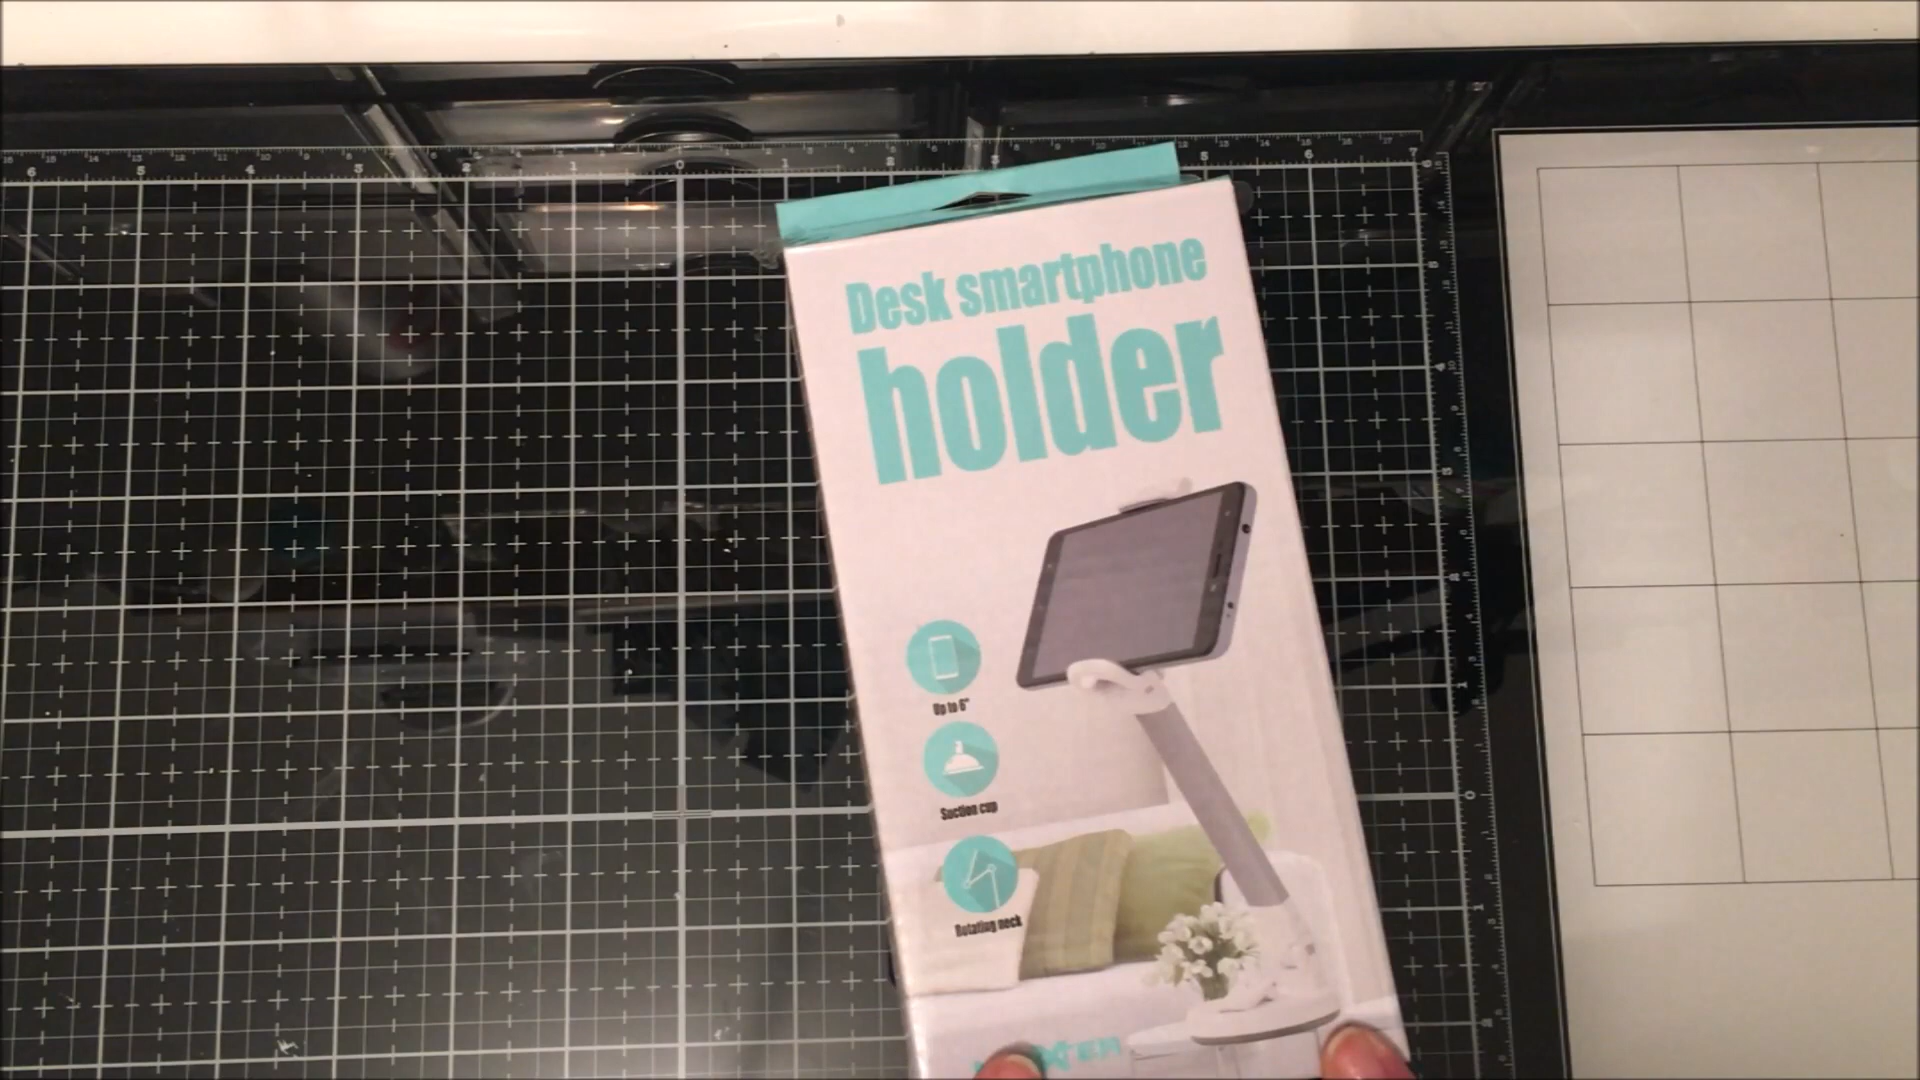 Desk smartphone
holder
Up to 6"
Suction cup
Rotating neck